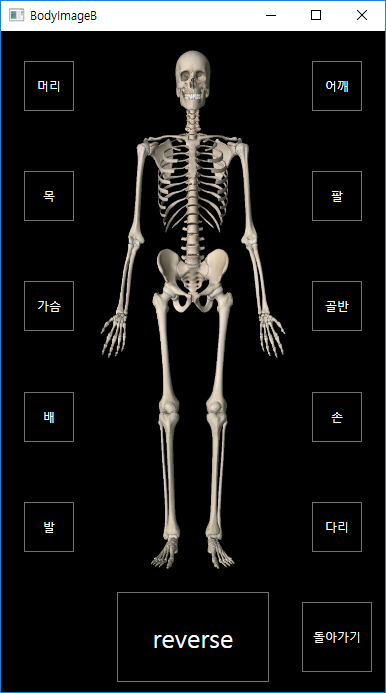 BodyImageB
머리
어깨
목
팔
가슴
골반
배
손
발
다리
reverse
돌아가기